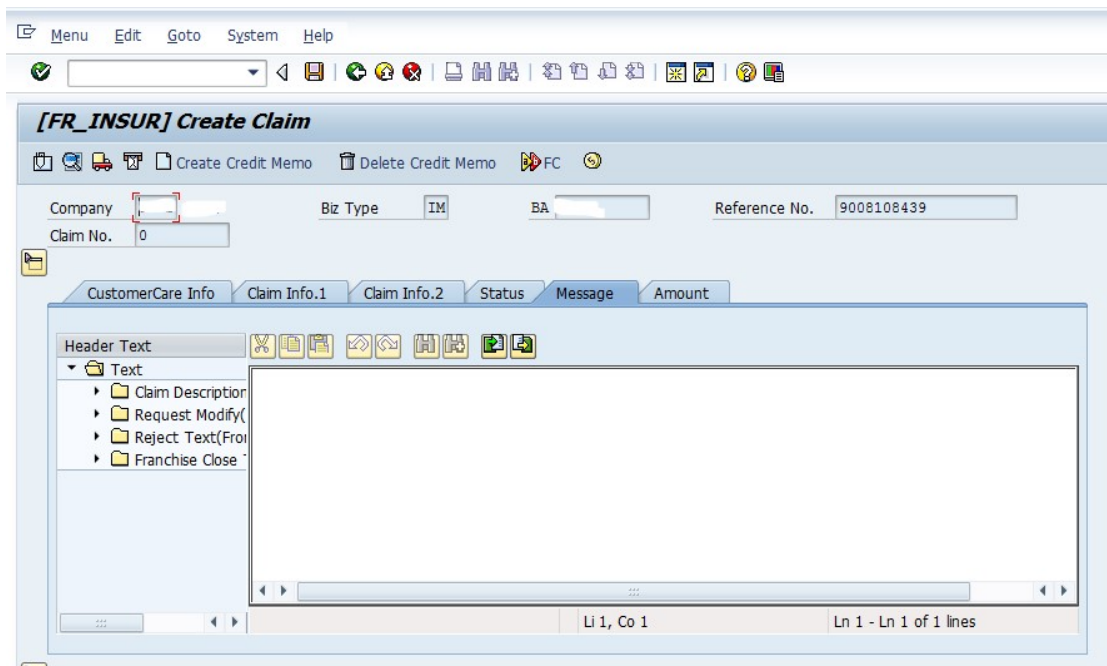 Menu Edit Goto System Help
[FR_INSUR] Create Claim
Create Credit Memo Delete Credit Memo FC
Company Biz Type IM BA Reference No. 9008108439
Claim No. 0
CustomerCare Info Claim Info.1 Claim Info.2 Status Message Amount
Header Text
Text
Claim Description
Request Modify(
Reject Text(Fro
Franchise Close
Li 1, Co 1 Ln 1 - Ln 1 of 1 lines